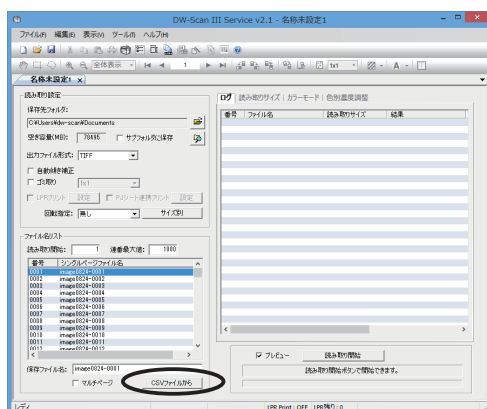 DW-Scan III Service v2.1 - 名称未設定1
ファイル(F) 編集(E) 表示(V) ツール(T) ヘルプ(H)
全体表示 1 1x1 A
名称未設定1 x
読み取り設定
保存先フォルダ:
C:¥Users¥dw-scan¥Documents
空き容量(MB): 78495 サブフォルダに保存
出力ファイル形式: TIFF
自動傾き補正
ゴミ取り 1x1
LPRプリント 設定 PJシート連携プリント 設定
回転指定: 無し サイズ別
ファイル名リスト
読み取り開始: 1 連番最大値: 1000
番号 シングルページファイル名
0001 image0824-0001
0002 image0824-0002
0003 image0824-0003
0004 image0824-0004
0005 image0824-0005
0006 image0824-0006
0007 image0824-0007
0008 image0824-0008
0009 image0824-0009
0010 image0824-0010
0011 image0824-0011
0012 image0824-0012
保存ファイル名: image0824-0001
マルチページ CSVファイルから
ログ 読み取りサイズ カラーモード 色別濃度調整
番号 ファイル名 読み取りサイズ 結果
プレビュー 読み取り開始
読み取り開始ボタンで開始できます。
レディ LPR Print : OFF LPR残り : 0